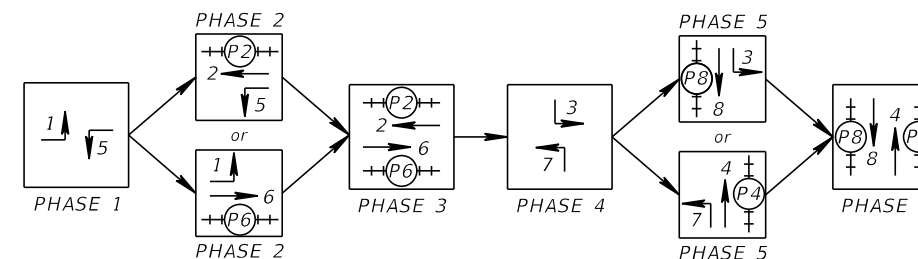 1
5
PHASE 1
PHASE 2
P2
2
5
or
1
6
P6
PHASE 2
P2
2
6
P6
PHASE 3
3
7
PHASE 4
PHASE 5
P8
8
3
or
4
7
P4
PHASE 5
P8
8
4
PHASE